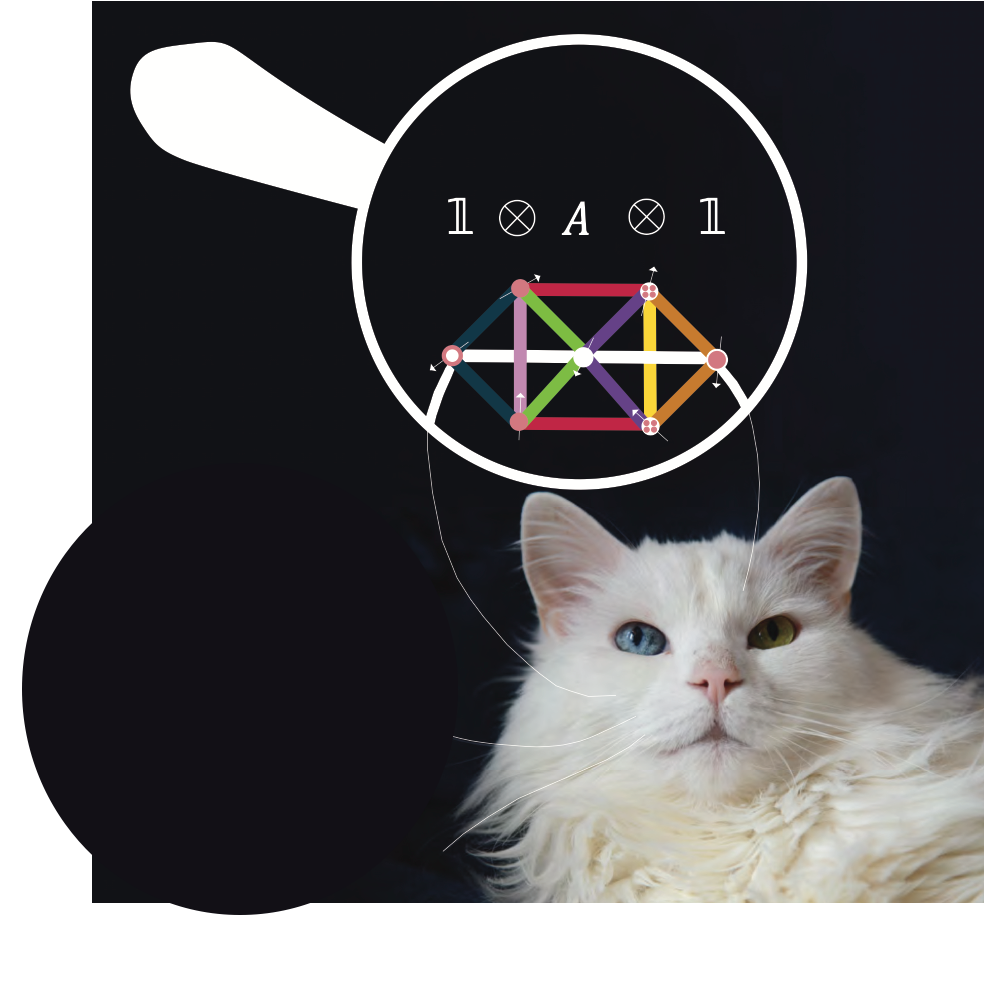 𝟙 ⊗ A ⊗ 𝟙